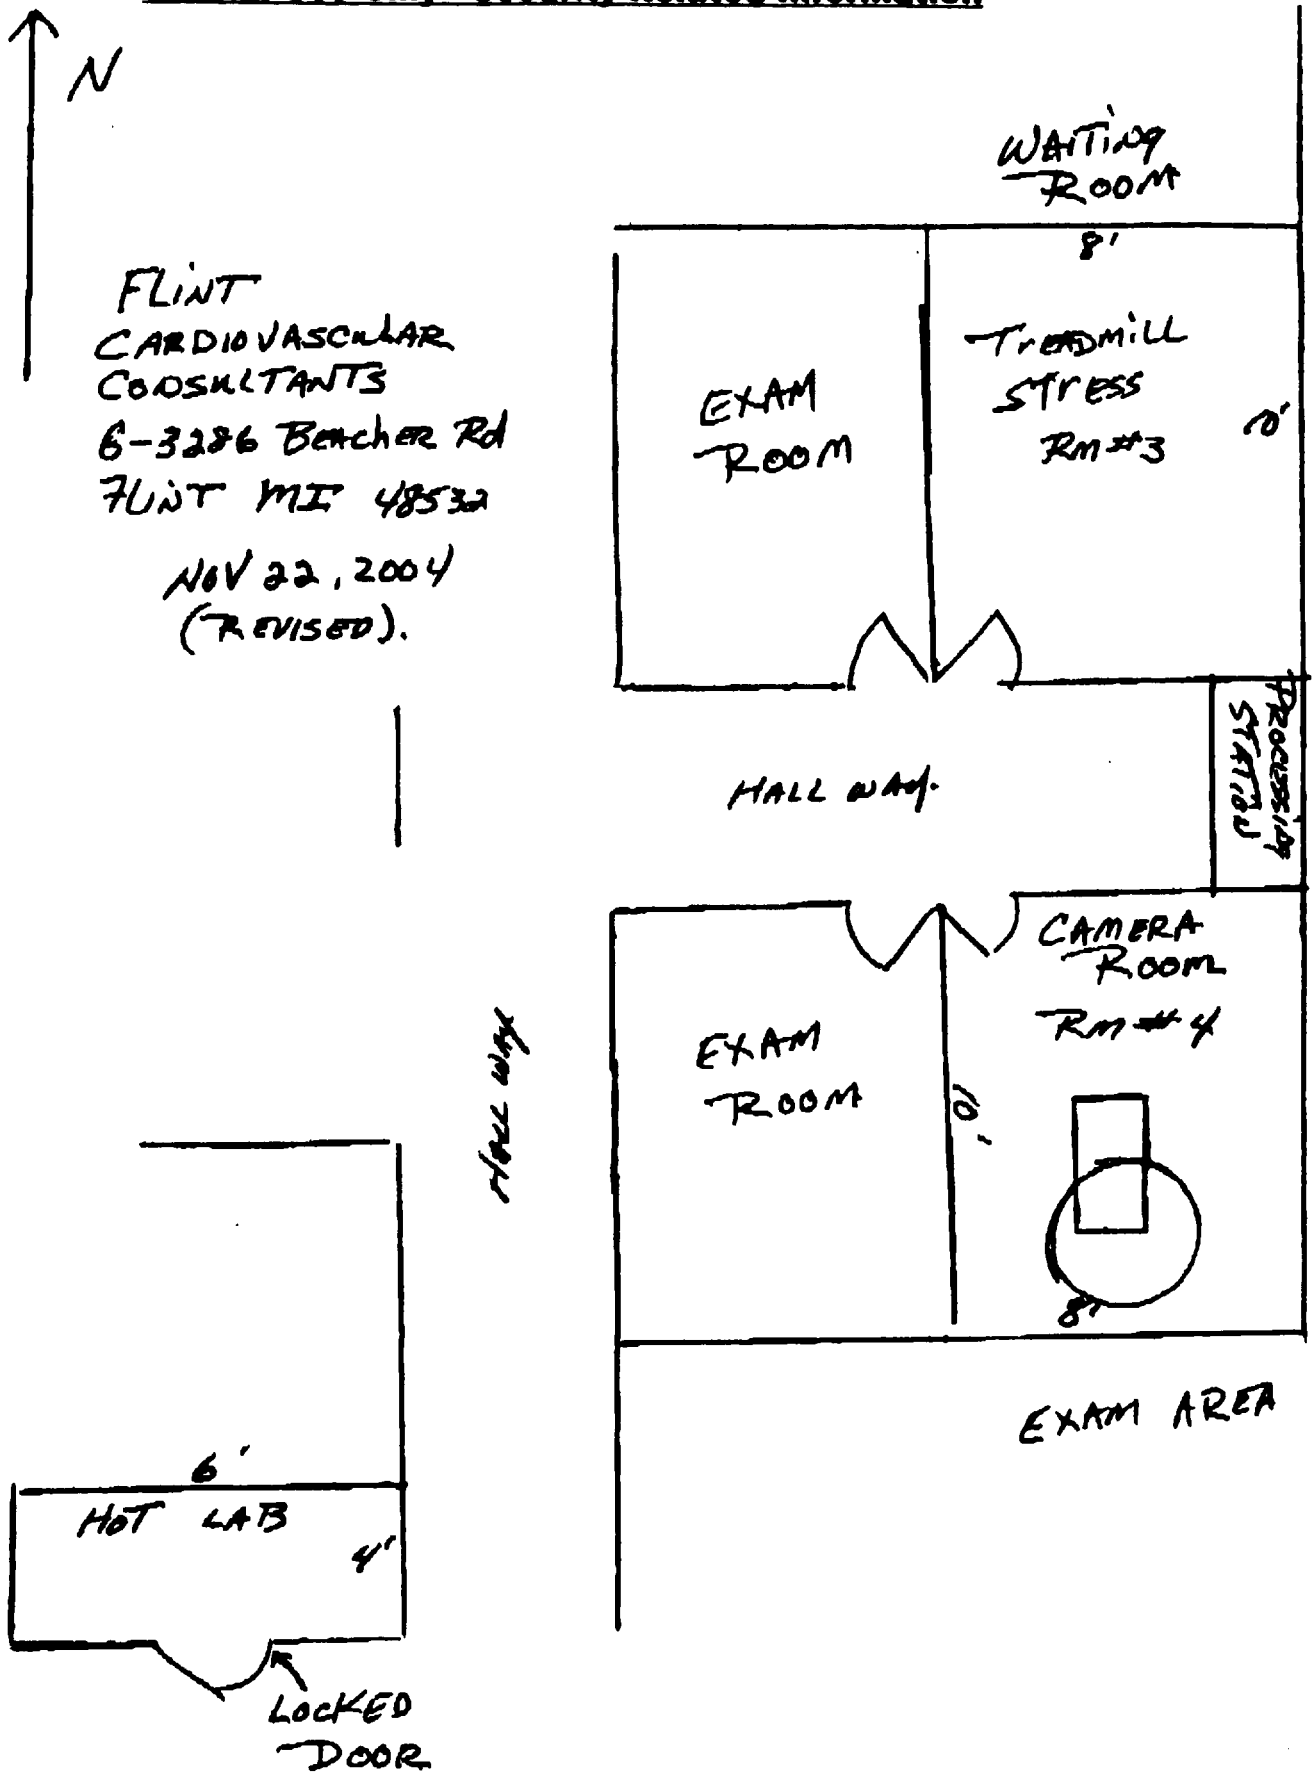 N
WAITING
ROOM
8'
FLINT
CARDIOVASCULAR
CONSULTANTS
G-3286 Beacher Rd
FLINT MI 48532
NOV 22, 2004
(REVISED).
EXAM
ROOM
Treadmill
Stress
Rm #3
10'
PROCESSING
STATION
HALL WAY.
CAMERA
ROOM
Rm # 4
EXAM
ROOM
10'
HALL WAY
8'
EXAM AREA
6'
HOT LAB
4'
LOCKED
DOOR